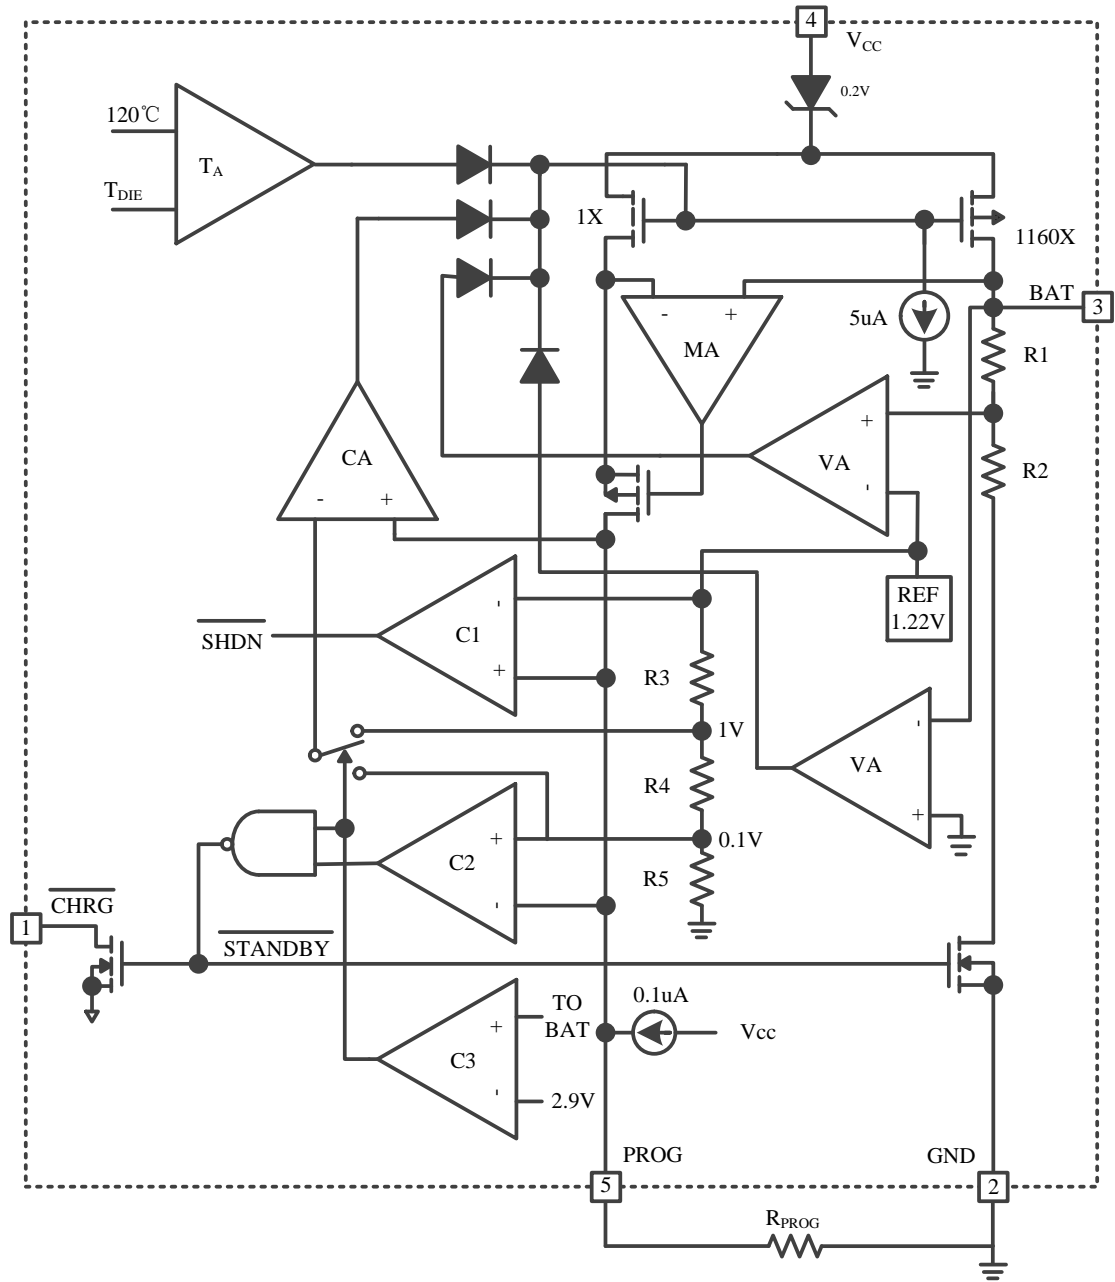 4
VCC
0.2V
120℃
TA
TDIE
1X
1160X
BAT
3
5uA
- +
MA
R1
+
VA
-
R2
CA
- +
REF
1.22V
SHDN
-
C1
+
R3
1V
-
VA
+
R4
+
C2
-
0.1V
R5
CHRG
1
STANDBY
0.1uA
TO
BAT
Vcc
+
C3
-
2.9V
PROG
GND
5
2
RPROG